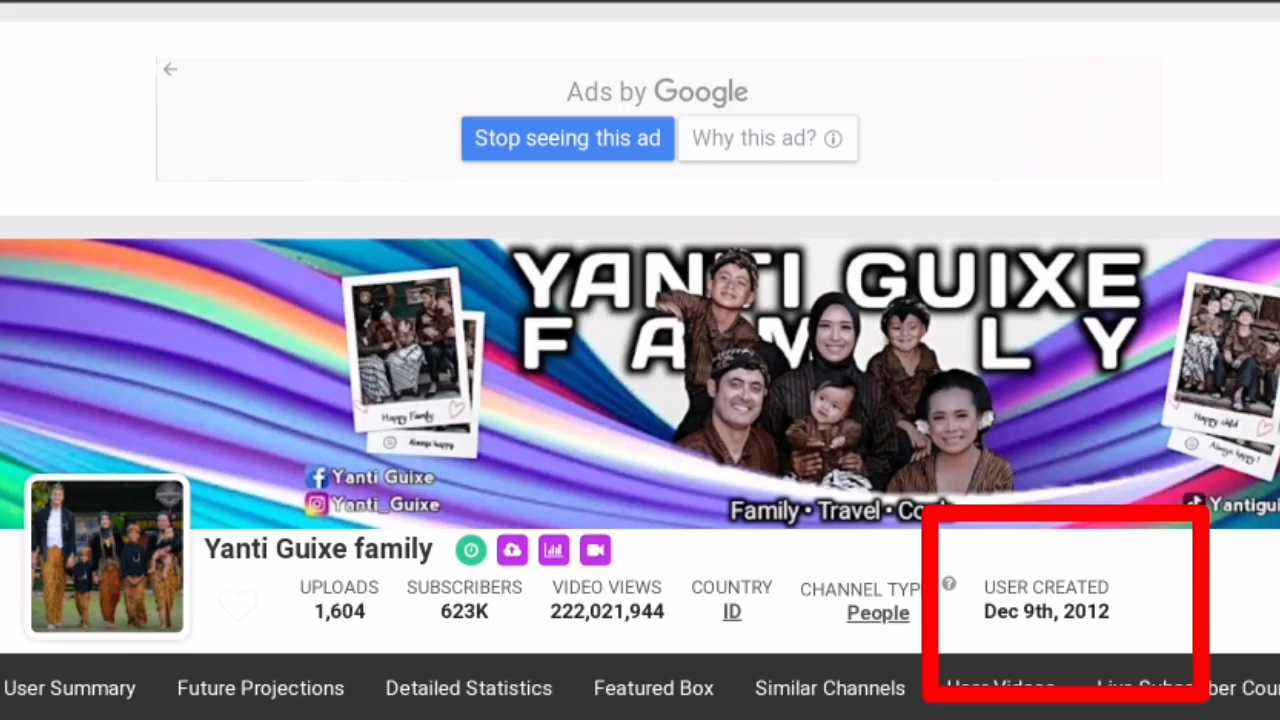 Ads by Google
Stop seeing this ad
Why this ad?
YANTI GUIXE
FAMILY
Happy Family
Always happy
Happy child
Always happy !
Yanti Guixe
Yanti_Guixe
Family • Travel •
Yanti Guixe family
UPLOADS
1,604
SUBSCRIBERS
623K
VIDEO VIEWS
222,021,944
COUNTRY
ID
CHANNEL TYP
People
USER CREATED
Dec 9th, 2012
User Summary
Future Projections
Detailed Statistics
Featured Box
Similar Channels
User Videos